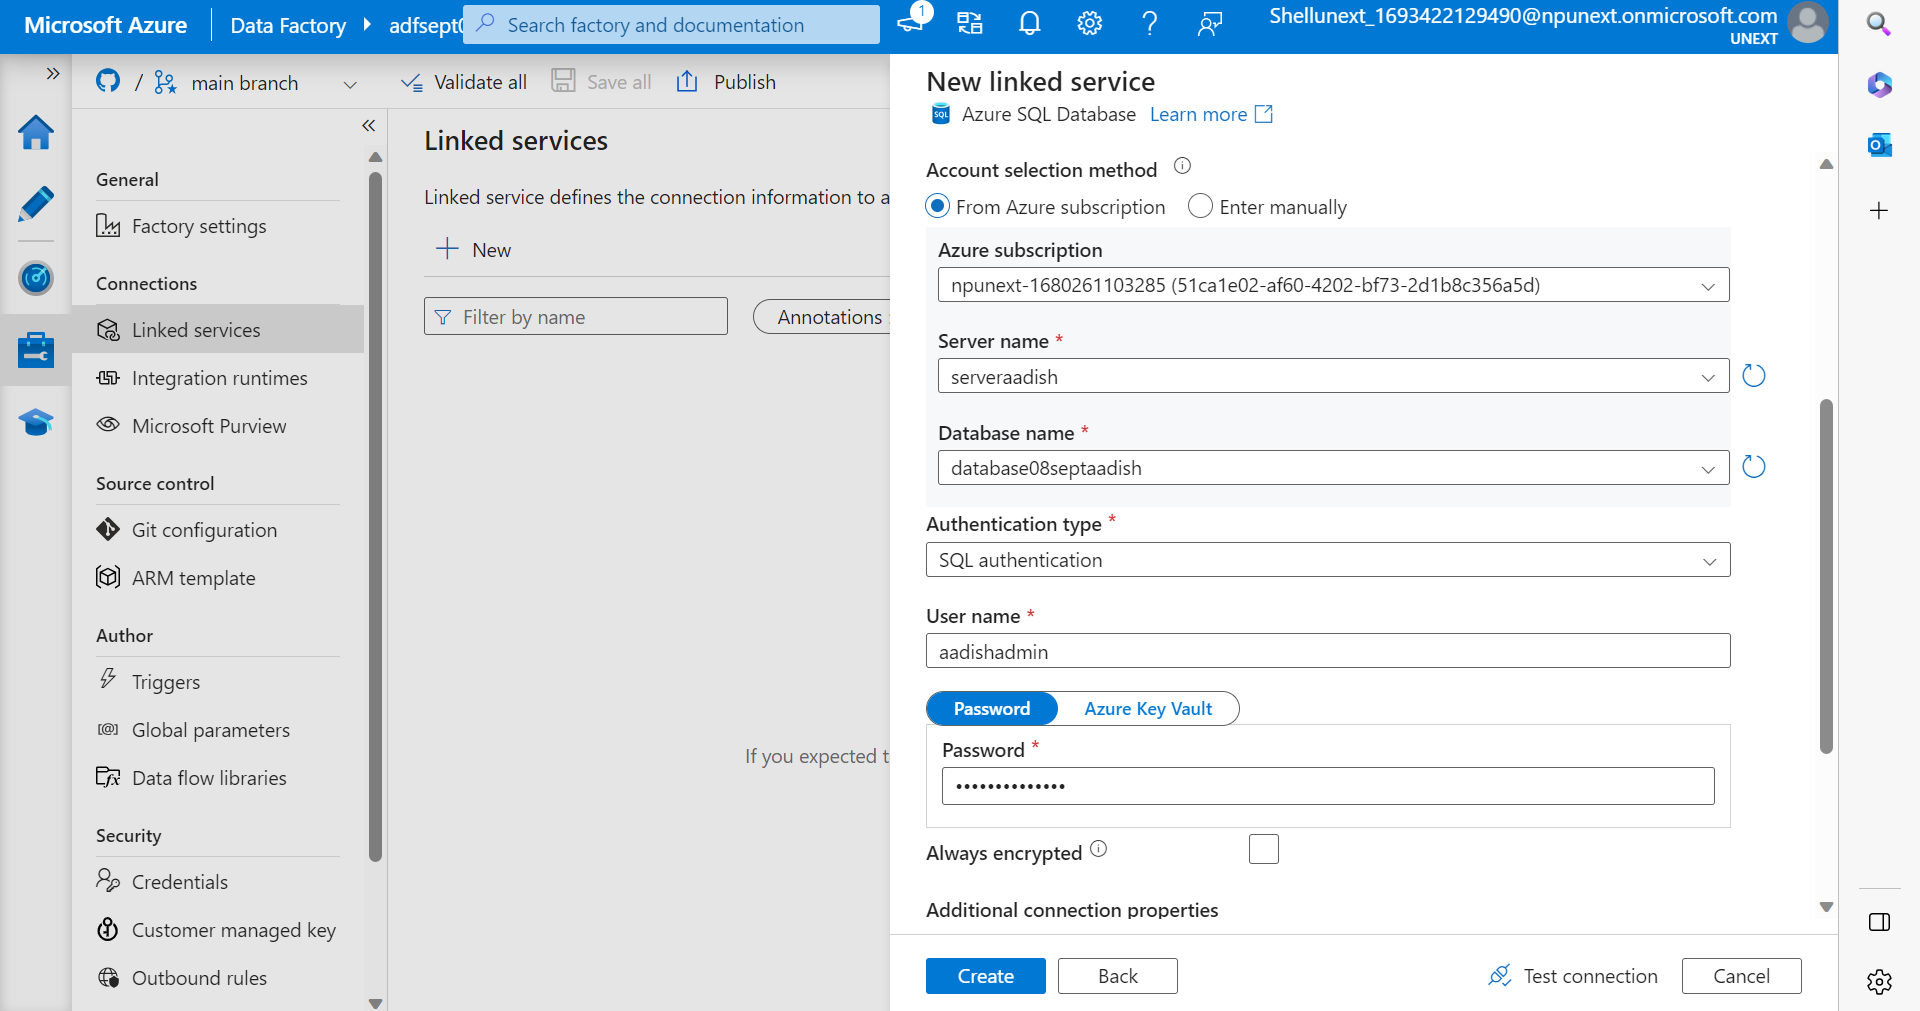 Microsoft Azure
Data Factory
adfsept0
Search factory and documentation
1
Shellunext_1693422129490@npunext.onmicrosoft.com
UNEXT
/
main branch
Validate all
Save all
Publish
General
Factory settings
Connections
Linked services
Integration runtimes
Microsoft Purview
Source control
Git configuration
ARM template
Author
Triggers
Global parameters
Data flow libraries
Security
Credentials
Customer managed key
Outbound rules
Linked services
Linked service defines the connection information to a
New
Filter by name
Annotations
If you expected t
New linked service
SQL Azure SQL Database Learn more
Account selection method
From Azure subscription Enter manually
Azure subscription
npunext-1680261103285 (51ca1e02-af60-4202-bf73-2d1b8c356a5d)
Server name *
serveraadish
Database name *
database08septaadish
Authentication type *
SQL authentication
User name *
aadishadmin
Password Azure Key Vault
Password *
••••••••••••••
Always encrypted
Additional connection properties
Create Back Test connection Cancel